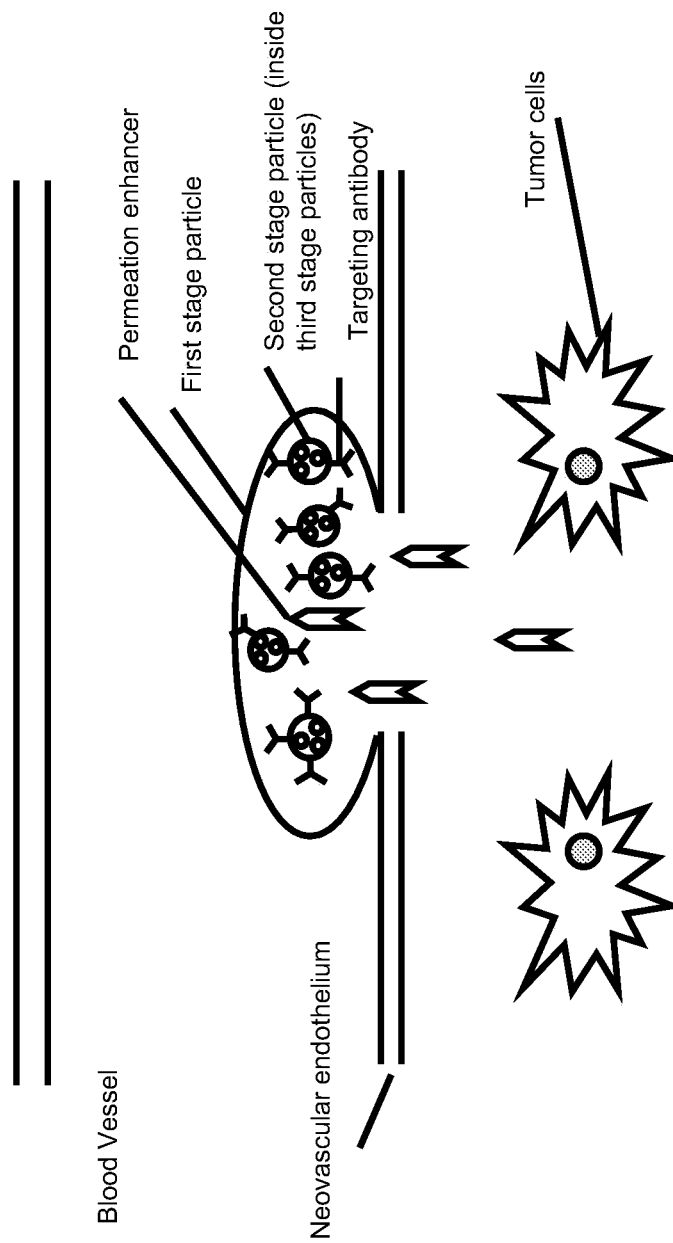 Blood Vessel
Permeation enhancer
First stage particle
Second stage particle (inside
third stage particles)
Targeting antibody
Neovascular endothelium
Tumor cells